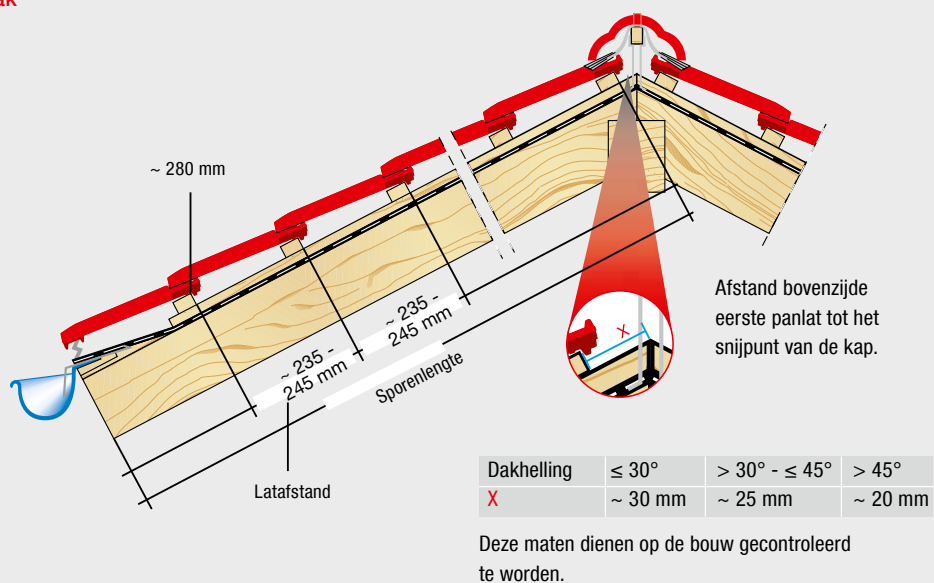 ~ 280 mm
~ 235 -
245 mm
~ 235 -
245 mm
Sporenlengte
Latafstand
X
Afstand bovenzijde
eerste panlat tot het
snijpunt van de kap.
Dakhelling ≤ 30° > 30° - ≤ 45° > 45°
X ~ 30 mm ~ 25 mm ~ 20 mm
Deze maten dienen op de bouw gecontroleerd
te worden.